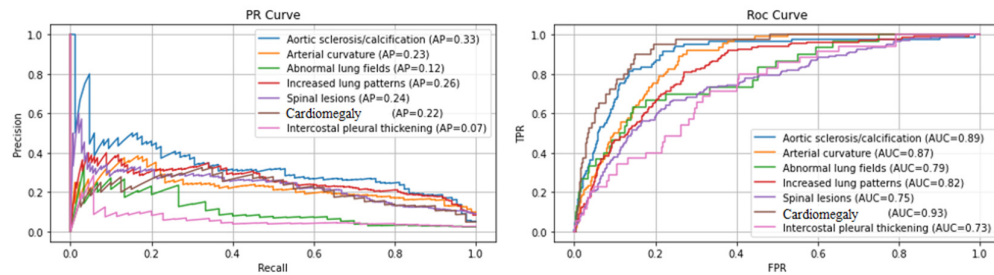 PR Curve
1.0
0.8
0.6
0.4
0.2
0.0
Precision
Aortic sclerosis/calcification (AP=0.33)
Arterial curvature (AP=0.23)
Abnormal lung fields (AP=0.12)
Increased lung patterns (AP=0.26)
Spinal lesions (AP=0.24)
Cardiomegaly (AP=0.22)
Intercostal pleural thickening (AP=0.07)
0.0 0.2 0.4 0.6 0.8 1.0
Recall
Roc Curve
1.0
0.8
0.6
0.4
0.2
0.0
TPR
Aortic sclerosis/calcification (AUC=0.89)
Arterial curvature (AUC=0.87)
Abnormal lung fields (AUC=0.79)
Increased lung patterns (AUC=0.82)
Spinal lesions (AUC=0.75)
Cardiomegaly (AUC=0.93)
Intercostal pleural thickening (AUC=0.73)
0.0 0.2 0.4 0.6 0.8 1.0
FPR